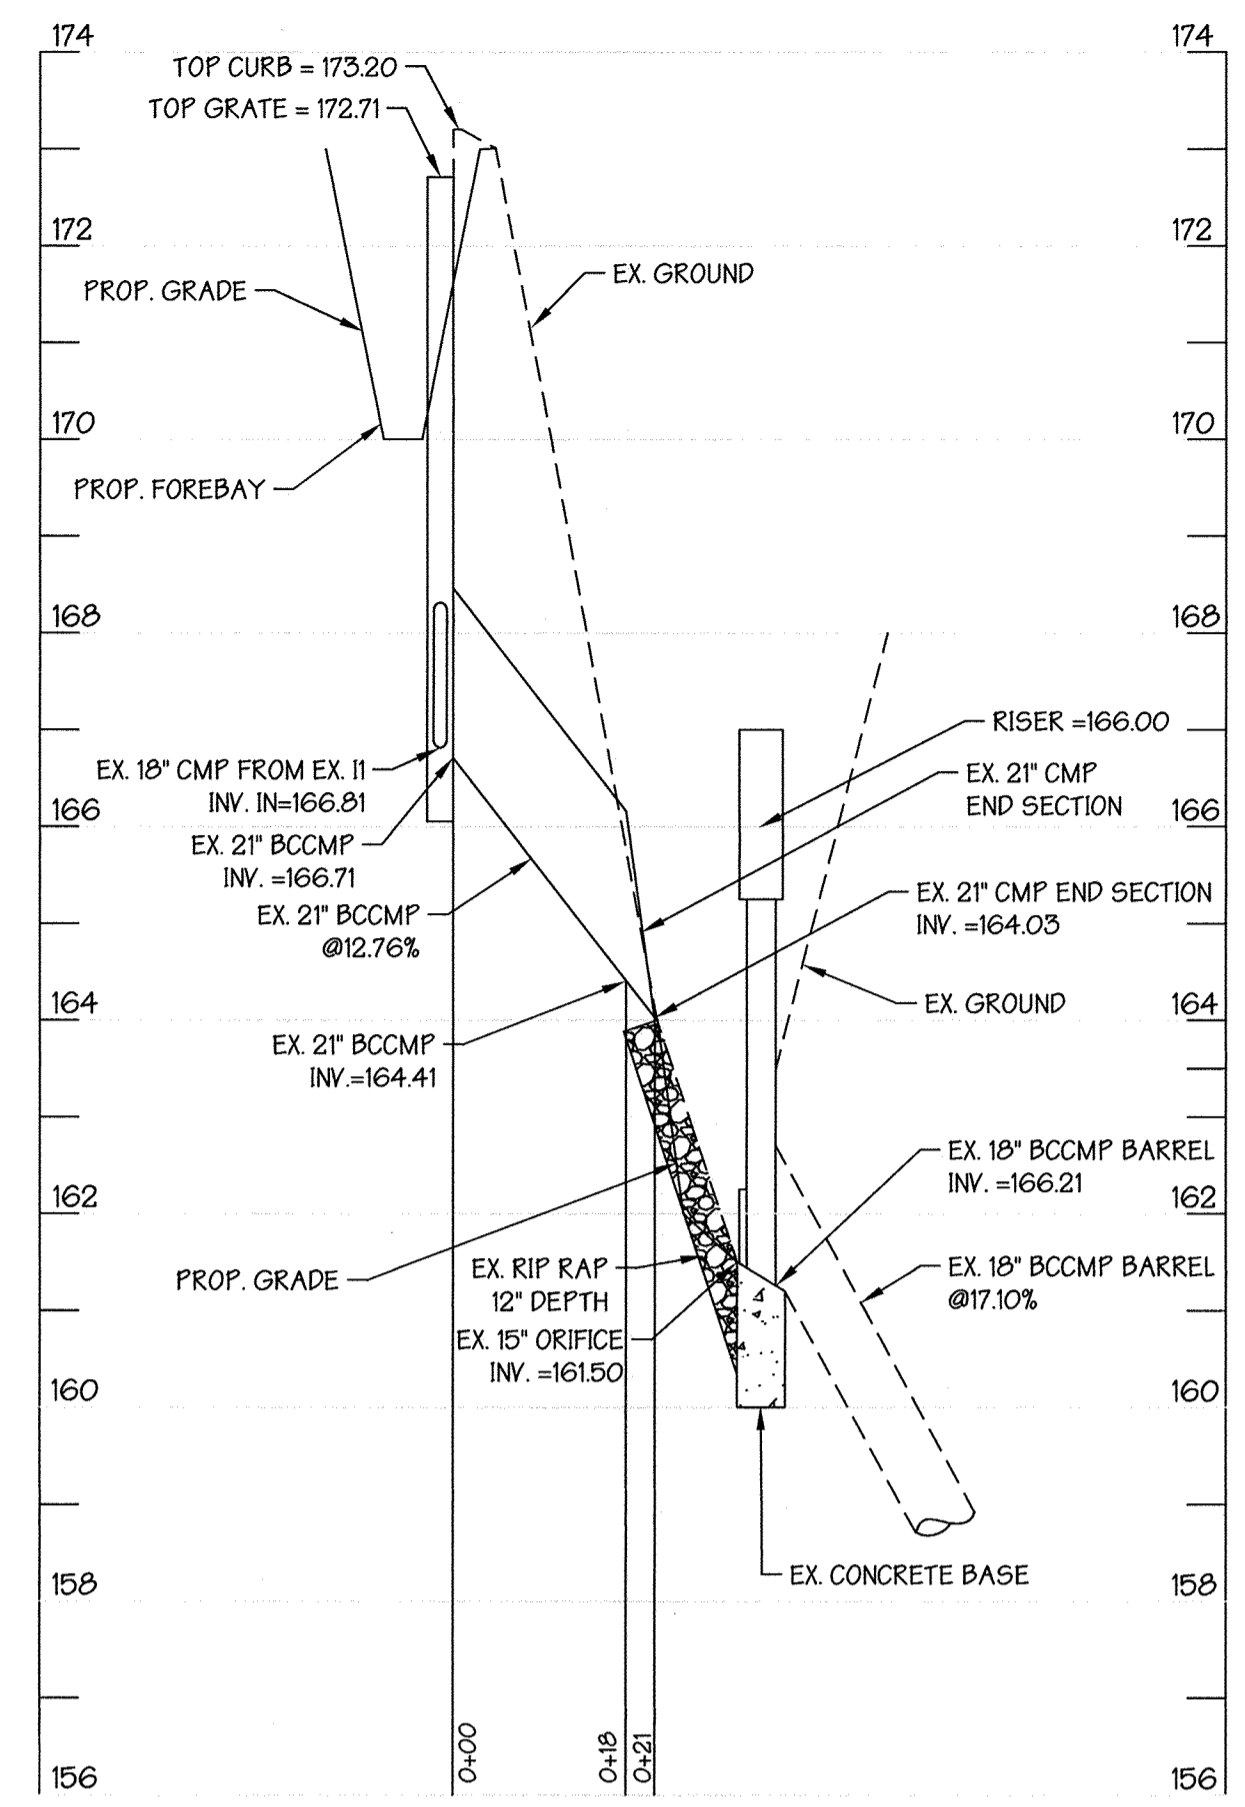 174
174
TOP CURB = 173.20
TOP GRATE = 172.71
172
172
EX. GROUND
PROP. GRADE
170
170
PROP. FOREBAY
168
168
RISER =166.00
EX. 18" CMP FROM EX. I1
INV. IN=166.81
EX. 21" CMP
END SECTION
166
166
EX. 21" BCCMP
INV. =166.71
EX. 21" CMP END SECTION
INV. =164.03
EX. 21" BCCMP
@12.76%
164
164
EX. GROUND
EX. 21" BCCMP
INV.=164.41
EX. 18" BCCMP BARREL
INV. =166.21
162
162
PROP. GRADE
EX. RIP RAP
12" DEPTH
EX. 18" BCCMP BARREL
@17.10%
EX. 15" ORIFICE
INV. =161.50
160
160
EX. CONCRETE BASE
158
158
0+00
0+18
0+21
156
156